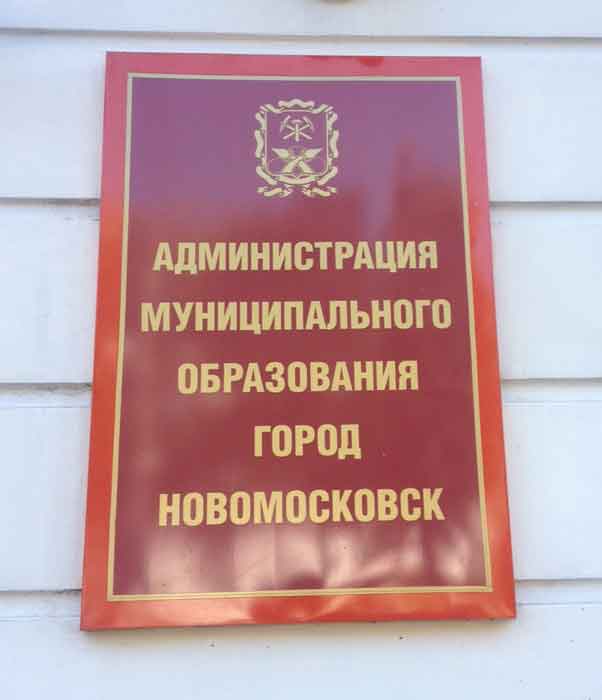 АДМИНИСТРАЦИЯ
МУНИЦИПАЛЬНОГО
ОБРАЗОВАНИЯ
ГОРОД
НОВОМОСКОВСК